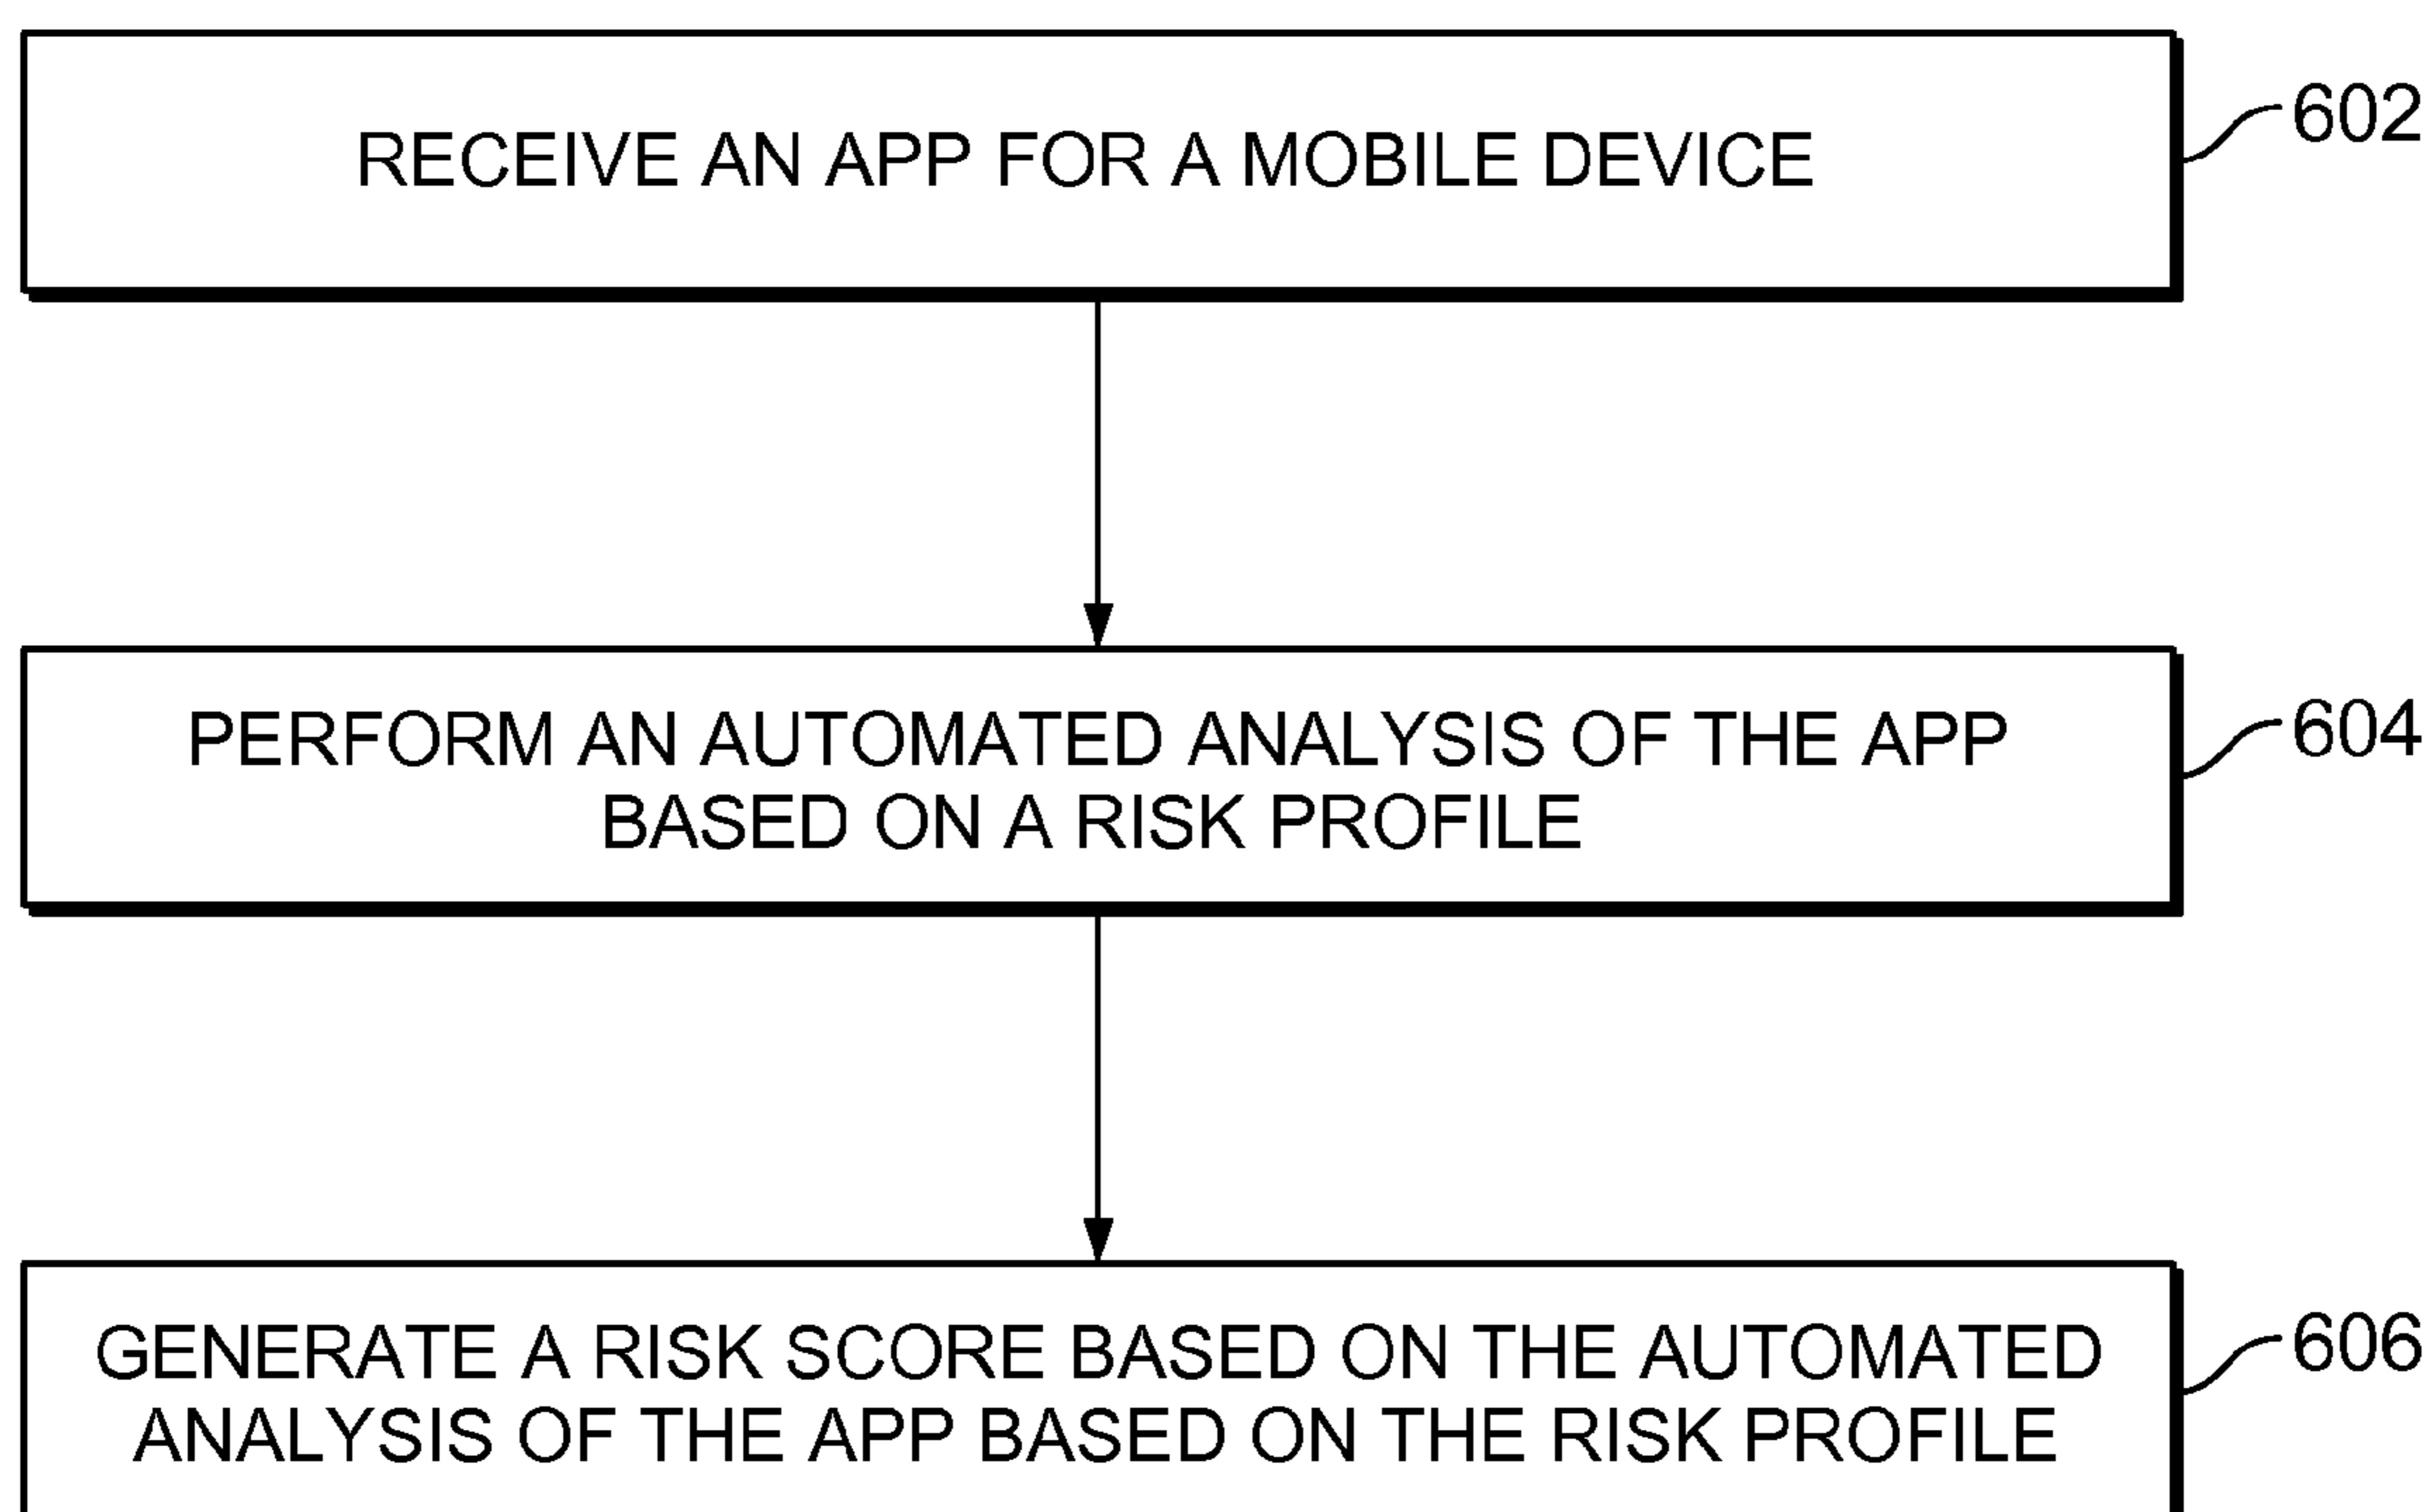 RECEIVE AN APP FOR A MOBILE DEVICE
602
PERFORM AN AUTOMATED ANALYSIS OF THE APP
BASED ON A RISK PROFILE
604
GENERATE A RISK SCORE BASED ON THE AUTOMATED
ANALYSIS OF THE APP BASED ON THE RISK PROFILE
606